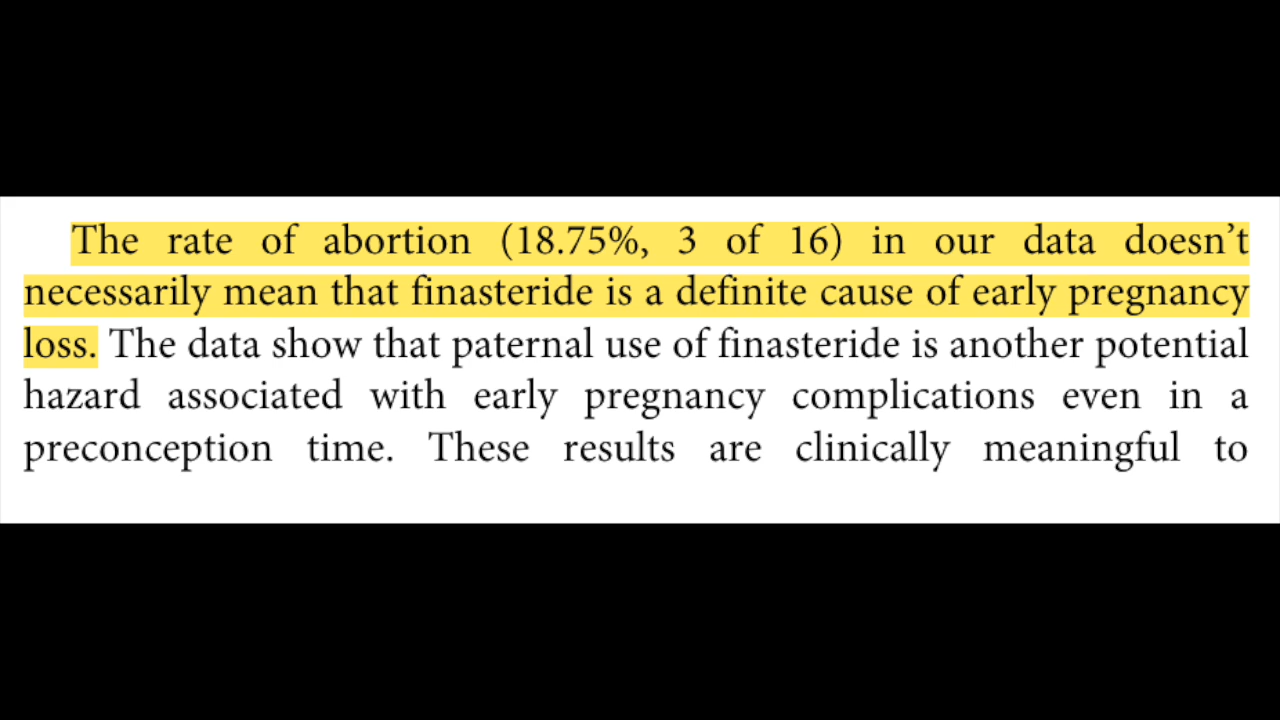 The rate of abortion (18.75%, 3 of 16) in our data doesn’t
necessarily mean that finasteride is a definite cause of early pregnancy
loss. The data show that paternal use of finasteride is another potential
hazard associated with early pregnancy complications even in a
preconception time. These results are clinically meaningful to